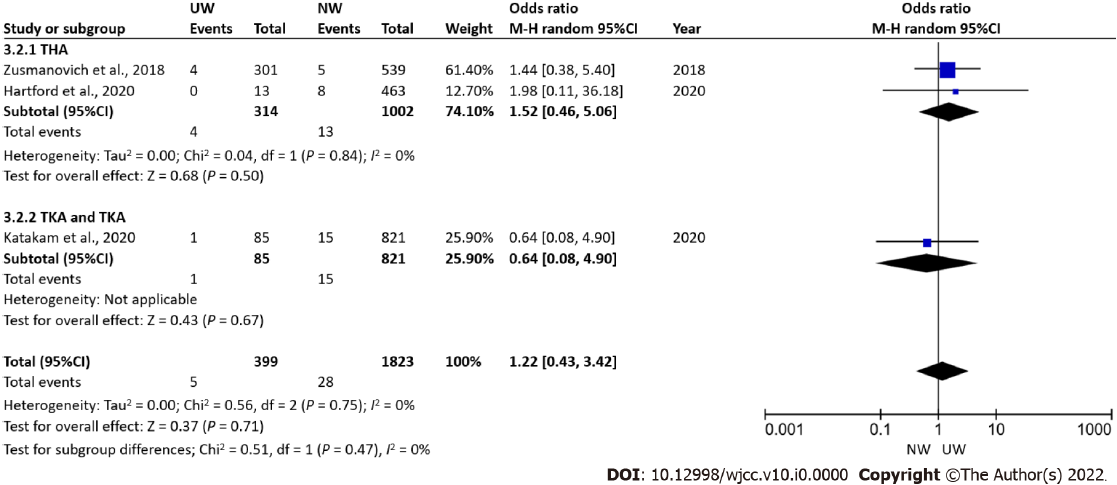 UW NW Odds ratio Odds ratio
Study or subgroup Events Total Events Total Weight M-H random 95%CI Year M-H random 95%CI
3.2.1 THA
Zusmanovich et al., 2018 4 301 5 539 61.40% 1.44 [0.38, 5.40] 2018
Hartford et al., 2020 0 13 8 463 12.70% 1.98 [0.11, 36.18] 2020
Subtotal (95%CI) 314 1002 74.10% 1.52 [0.46, 5.06]
Total events 4 13
Heterogeneity: Tau² = 0.00; Chi² = 0.04, df = 1 (P = 0.84); I² = 0%
Test for overall effect: Z = 0.68 (P = 0.50)
3.2.2 TKA and TKA
Katakam et al., 2020 1 85 15 821 25.90% 0.64 [0.08, 4.90] 2020
Subtotal (95%CI) 85 821 25.90% 0.64 [0.08, 4.90]
Total events 1 15
Heterogeneity: Not applicable
Test for overall effect: Z = 0.43 (P = 0.67)
Total (95%CI) 399 1823 100% 1.22 [0.43, 3.42]
Total events 5 28
Heterogeneity: Tau² = 0.00; Chi² = 0.56, df = 2 (P = 0.75); I² = 0%
Test for overall effect: Z = 0.37 (P = 0.71)
Test for subgroup differences; Chi² = 0.51, df = 1 (P = 0.47), I² = 0%
0.001 0.1 1 10 1000
NW UW
DOI: 10.12998/wjcc.v10.i0.0000 Copyright ©The Author(s) 2022.